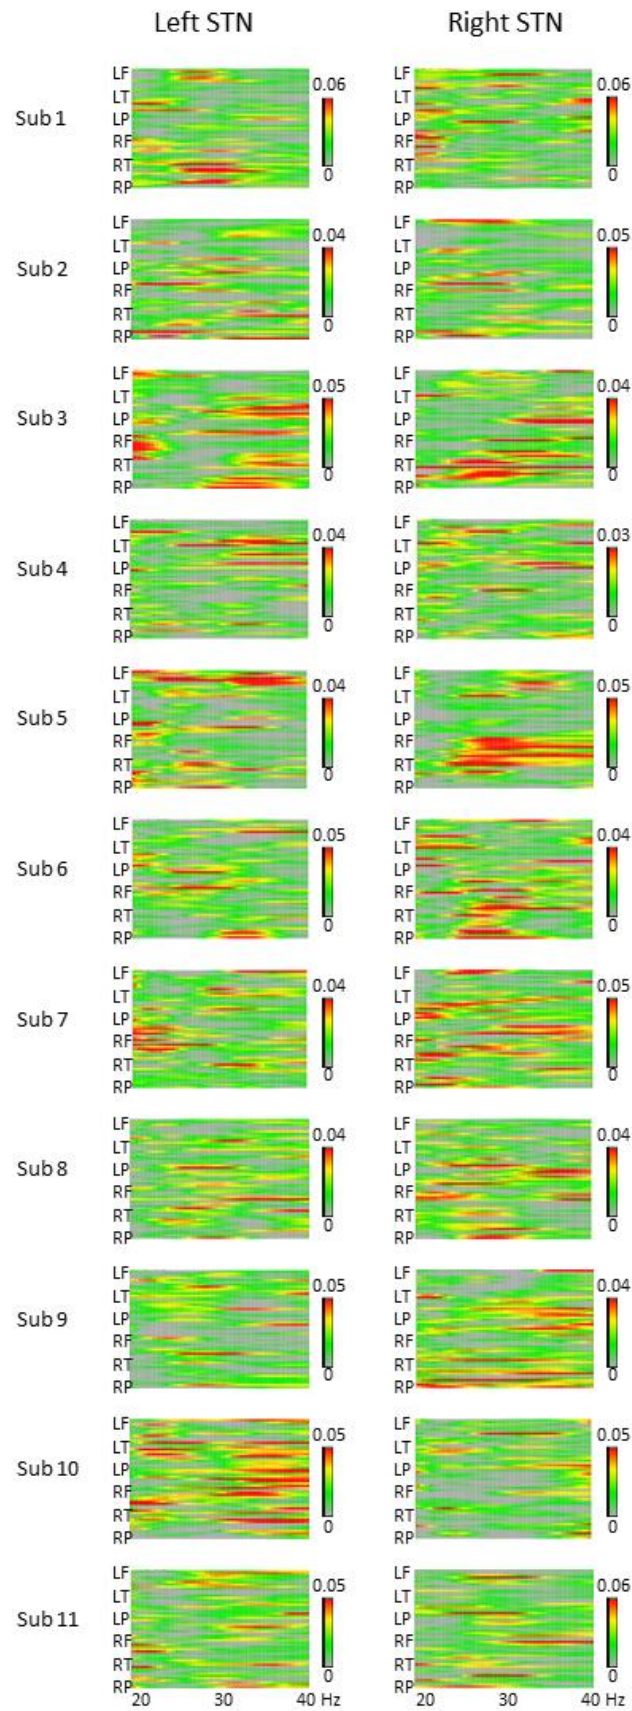 Left STN Right STN
LF 0.06 LF 0.06
LT LT
Sub 1 LP LP
RF RF
RT RT
RP 0 RP 0
LF 0.04 LF 0.05
LT LT
Sub 2 LP LP
RF RF
RT RT
RP 0 RP 0
LF 0.05 LF 0.04
LT LT
Sub 3 LP LP
RF RF
RT RT
RP 0 RP 0
LF 0.04 LF 0.03
LT LT
Sub 4 LP LP
RF RF
RT RT
RP 0 RP 0
LF 0.04 LF 0.05
LT LT
Sub 5 LP LP
RF RF
RT RT
RP 0 RP 0
LF 0.05 LF 0.04
LT LT
Sub 6 LP LP
RF RF
RT RT
RP 0 RP 0
LF 0.04 LF 0.05
LT LT
Sub 7 LP LP
RF RF
RT RT
RP 0 RP 0
LF 0.04 LF 0.04
LT LT
Sub 8 LP LP
RF RF
RT RT
RP 0 RP 0
LF 0.05 LF 0.04
LT LT
Sub 9 LP LP
RF RF
RT RT
RP 0 RP 0
LF 0.05 LF 0.05
LT LT
Sub 10 LP LP
RF RF
RT RT
RP 0 RP 0
LF 0.05 LF 0.06
LT LT
Sub 11 LP LP
RF RF
RT RT
RP 0 RP 0
20 30 40 Hz 20 30 40 Hz